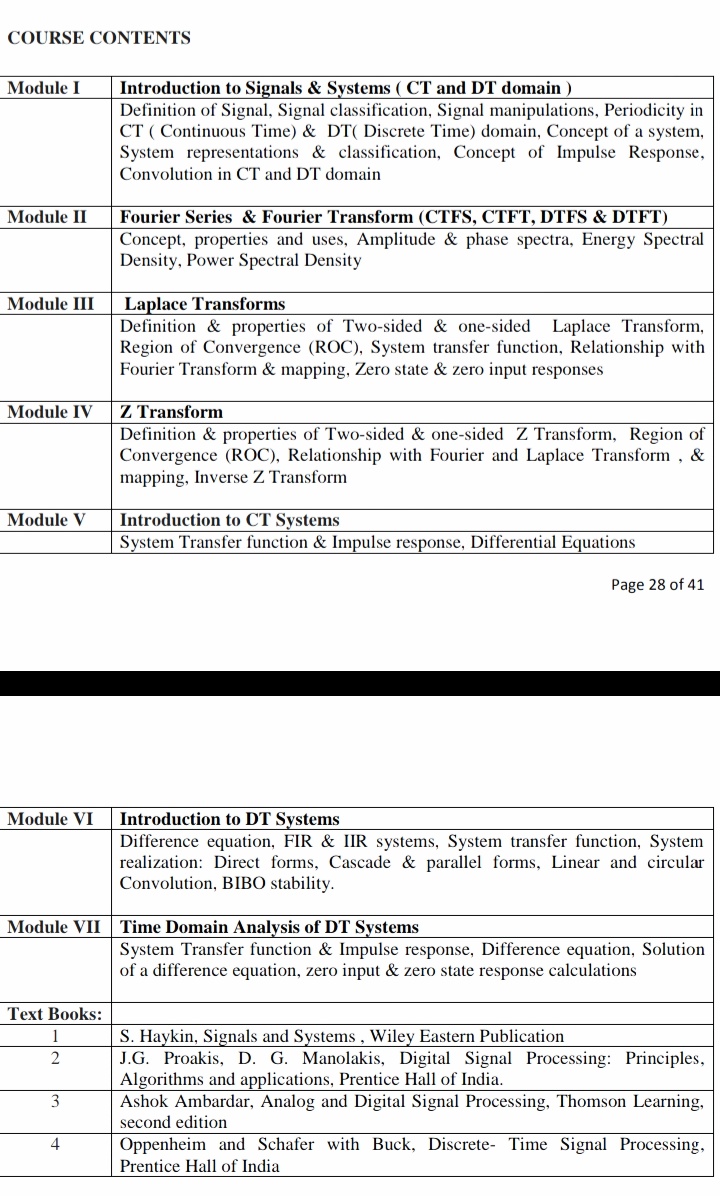 COURSE CONTENTS
Module I Introduction to Signals & Systems ( CT and DT domain )
Definition of Signal, Signal classification, Signal manipulations, Periodicity in
CT ( Continuous Time) & DT( Discrete Time) domain, Concept of a system,
System representations & classification, Concept of Impulse Response,
Convolution in CT and DT domain
Module II Fourier Series & Fourier Transform (CTFS, CTFT, DTFS & DTFT)
Concept, properties and uses, Amplitude & phase spectra, Energy Spectral
Density, Power Spectral Density
Module III Laplace Transforms
Definition & properties of Two-sided & one-sided Laplace Transform,
Region of Convergence (ROC), System transfer function, Relationship with
Fourier Transform & mapping, Zero state & zero input responses
Module IV Z Transform
Definition & properties of Two-sided & one-sided Z Transform, Region of
Convergence (ROC), Relationship with Fourier and Laplace Transform , &
mapping, Inverse Z Transform
Module V Introduction to CT Systems
System Transfer function & Impulse response, Differential Equations
Page 28 of 41
Module VI Introduction to DT Systems
Difference equation, FIR & IIR systems, System transfer function, System
realization: Direct forms, Cascade & parallel forms, Linear and circular
Convolution, BIBO stability.
Module VII Time Domain Analysis of DT Systems
System Transfer function & Impulse response, Difference equation, Solution
of a difference equation, zero input & zero state response calculations
Text Books:
1 S. Haykin, Signals and Systems , Wiley Eastern Publication
2 J.G. Proakis, D. G. Manolakis, Digital Signal Processing: Principles,
Algorithms and applications, Prentice Hall of India.
3 Ashok Ambardar, Analog and Digital Signal Processing, Thomson Learning,
second edition
4 Oppenheim and Schafer with Buck, Discrete- Time Signal Processing,
Prentice Hall of India